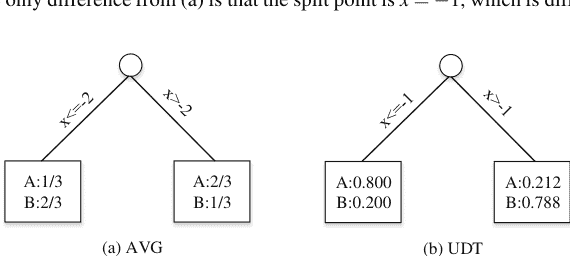 only difference from (a) is that the split point is x = −1, which is diff
x<=-2
x>-2
x<=-1
x>-1
A:1/3
B:2/3
A:2/3
B:1/3
A:0.800
B:0.200
A:0.212
B:0.788
(a) AVG
(b) UDT